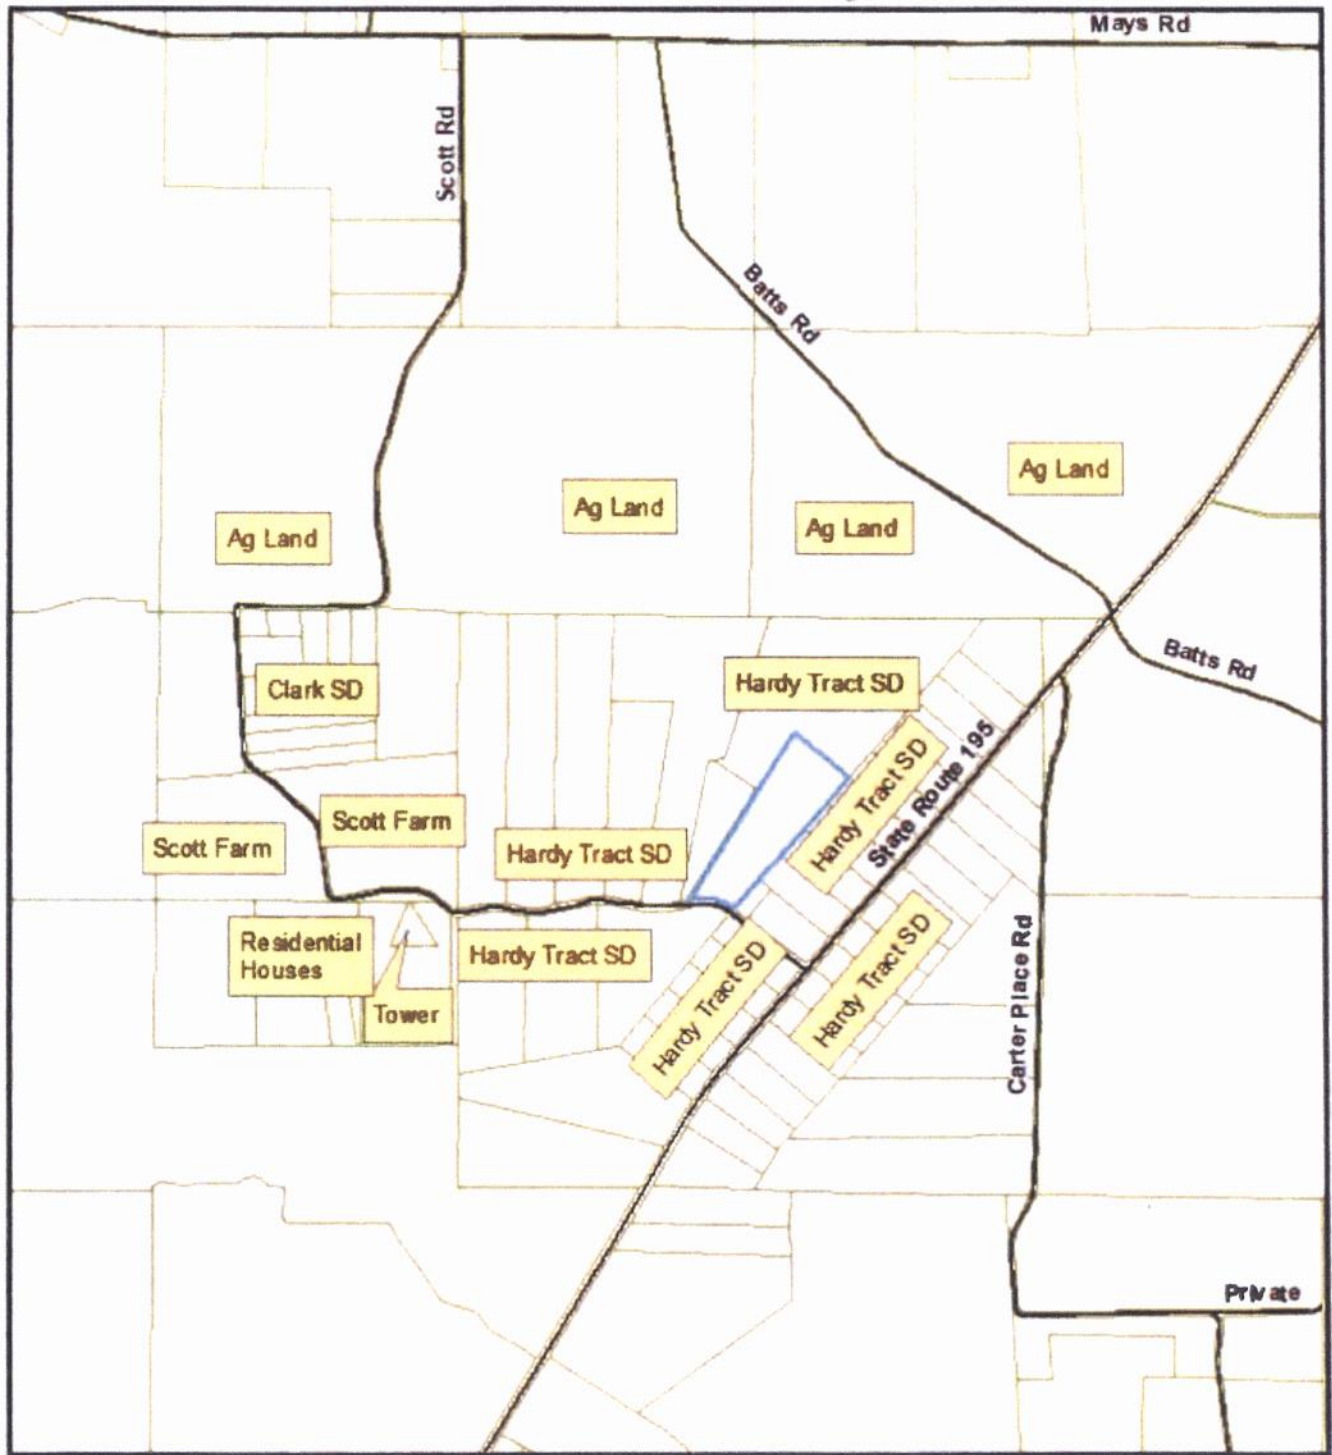 Mays Rd
Scott Rd
Batts Rd
Ag Land
Ag Land
Ag Land
Ag Land
Batts Rd
Clark SD
Hardy Tract SD
Hardy Tract SD
State Route 195
Scott Farm
Scott Farm
Hardy Tract SD
Residential
Houses
Hardy Tract SD
Tower
Hardy Tract SD
Hardy Tract SD
Carter Place Rd
Private